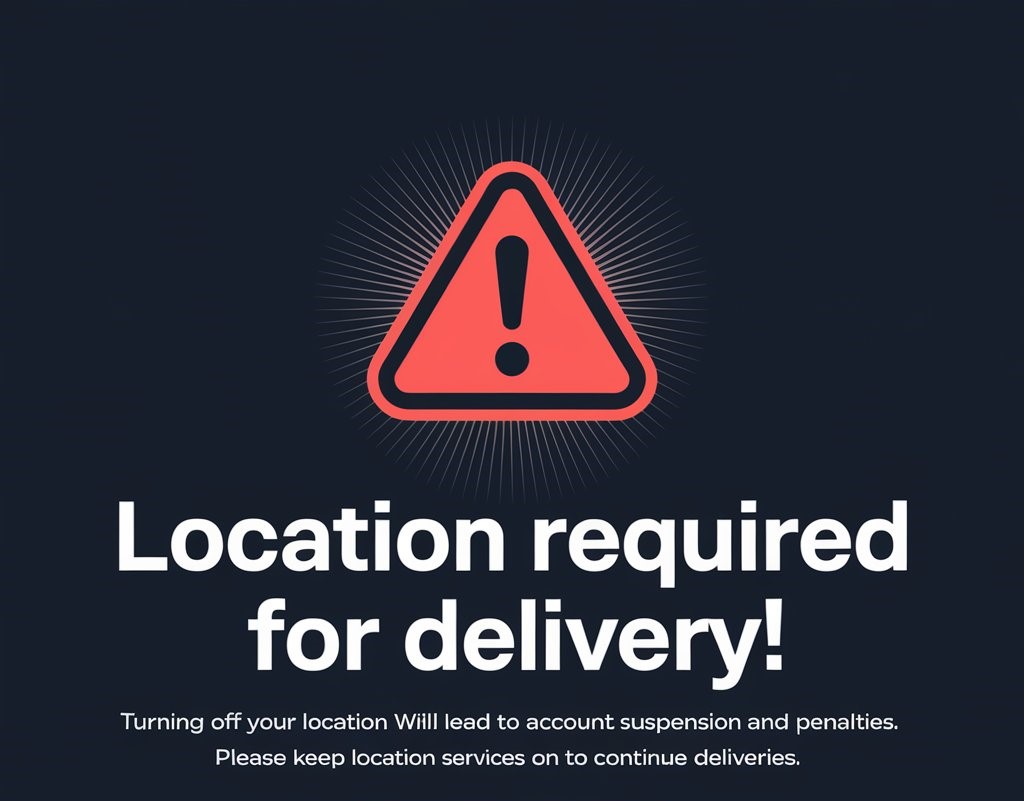 Location required
for delivery!
Turning off your location Will lead to account suspension and penalties.
Please keep location services on to continue deliveries.